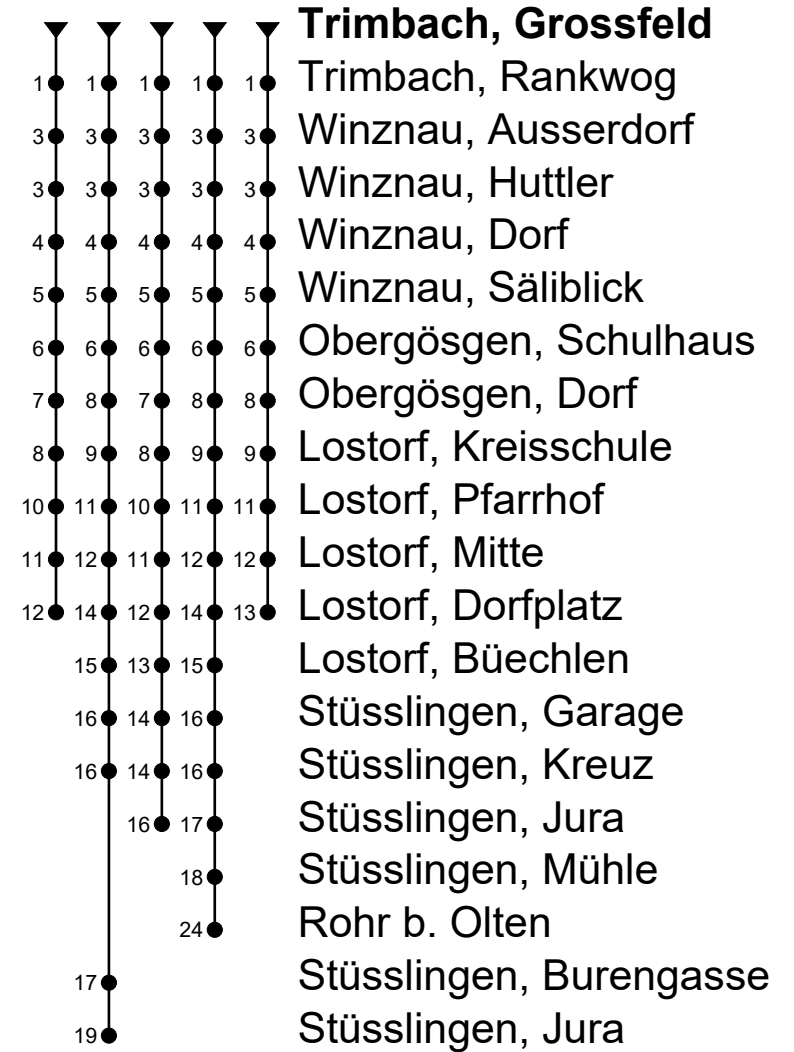 Trimbach, Grossfeld
1 1 1 1 1 Trimbach, Rankwog
3 3 3 3 3 Winznau, Ausserdorf
3 3 3 3 3 Winznau, Huttler
4 4 4 4 4 Winznau, Dorf
5 5 5 5 5 Winznau, Säliblick
6 6 6 6 6 Obergösgen, Schulhaus
7 8 7 8 8 Obergösgen, Dorf
8 9 8 9 9 Lostorf, Kreisschule
10 11 10 11 11 Lostorf, Pfarrhof
11 12 11 12 12 Lostorf, Mitte
12 14 12 14 13 Lostorf, Dorfplatz
15 13 15 Lostorf, Büechlen
16 14 16 Stüsslingen, Garage
16 14 16 Stüsslingen, Kreuz
16 17 Stüsslingen, Jura
18 Stüsslingen, Mühle
24 Rohr b. Olten
17 Stüsslingen, Burengasse
19 Stüsslingen, Jura